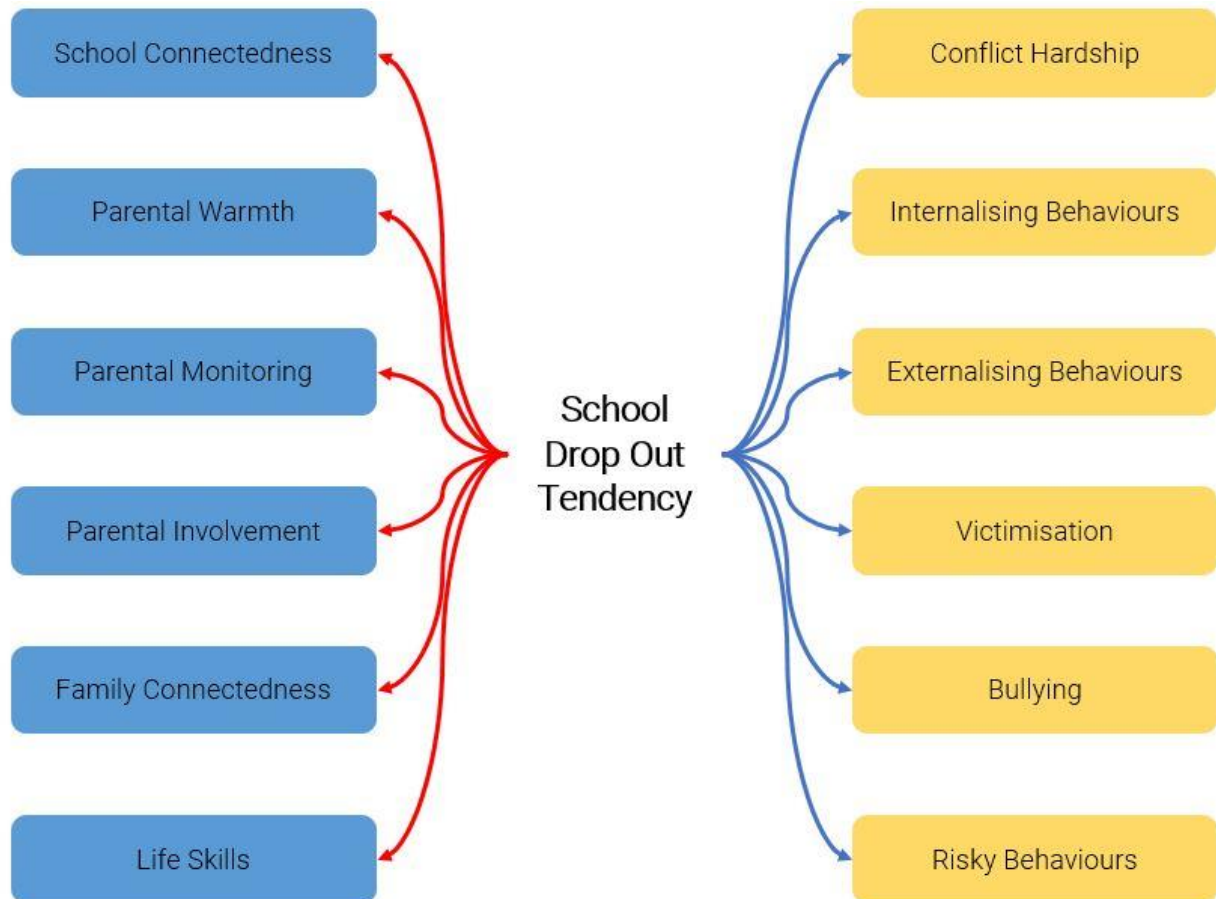 School Connectedness
Parental Warmth
Parental Monitoring
Parental Involvement
Family Connectedness
Life Skills
School
Drop Out
Tendency
Conflict Hardship
Internalising Behaviours
Externalising Behaviours
Victimisation
Bullying
Risky Behaviours